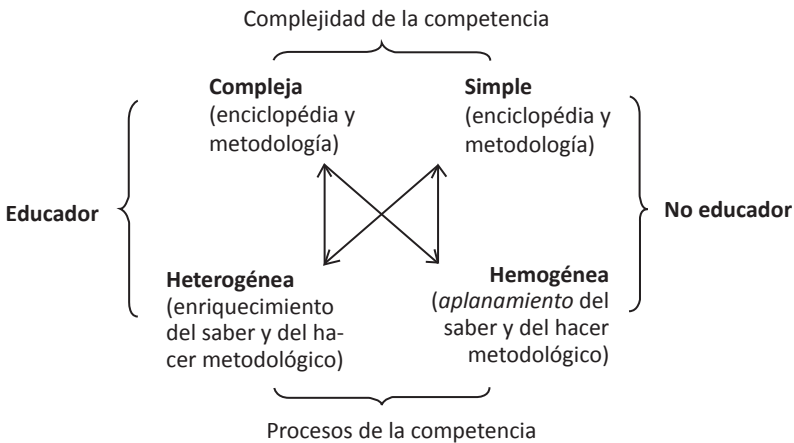 Complejidad de la competencia
Compleja
(enciclopédia y
metodología)
Simple
(enciclopédia y
metodología)
Educador
No educador
Heterogénea
(enriquecimiento
del saber y del ha-
cer metodológico)
Hemogénea
(aplanamiento del
saber y del hacer
metodológico)
Procesos de la competencia